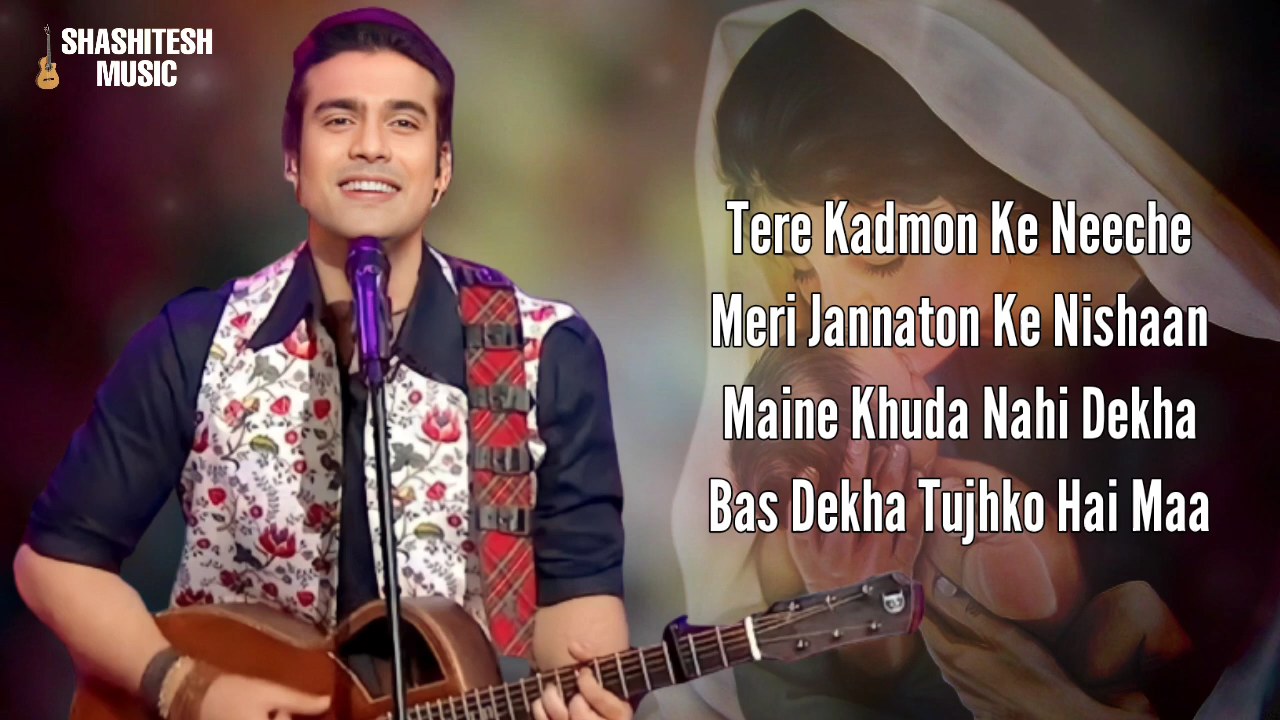 SHASHITESH
MUSIC
Tere Kadmon Ke Neeche
Meri Jannaton Ke Nishaan
Maine Khuda Nahi Dekha
Bas Dekha Tujhko Hai Maa